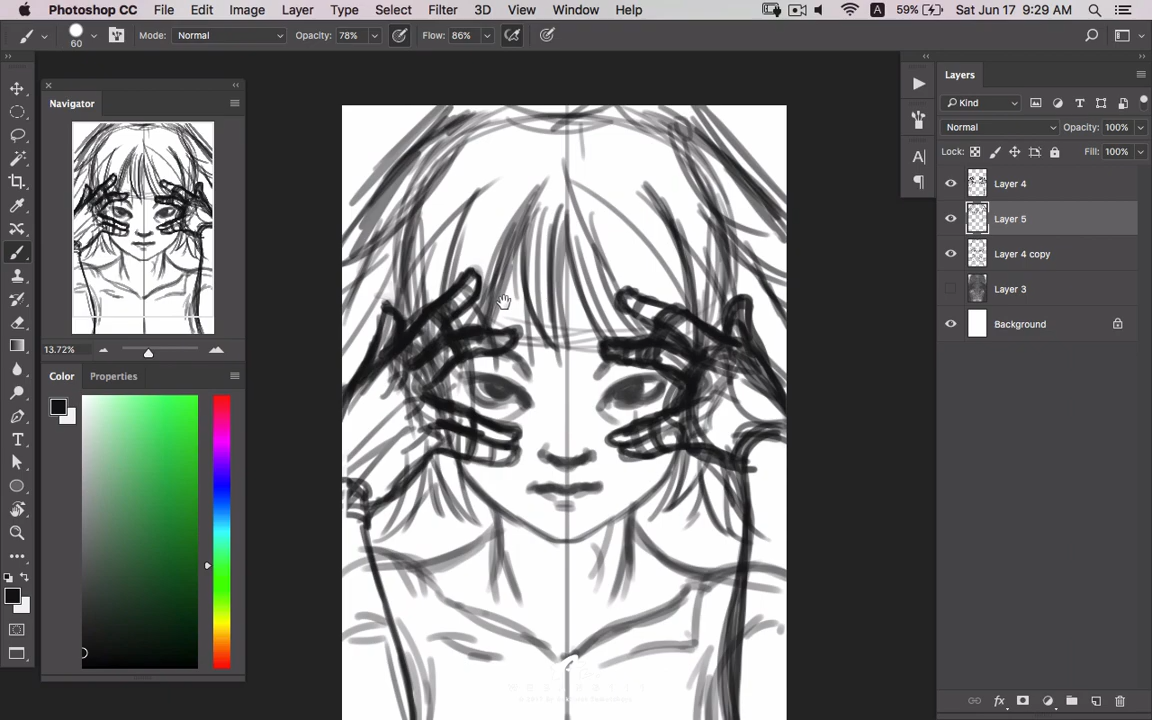 Photoshop CC File Edit Image Layer Type Select Filter 3D View Window Help A 59% Sat Jun 17 9:29 AM
60 Mode: Normal Opacity: 78% Flow: 86%
Navigator
13.72%
Color Properties
Layers
Kind
Normal Opacity: 100%
Lock: Fill: 100%
Layer 4
Layer 5
Layer 4 copy
Layer 3
Background